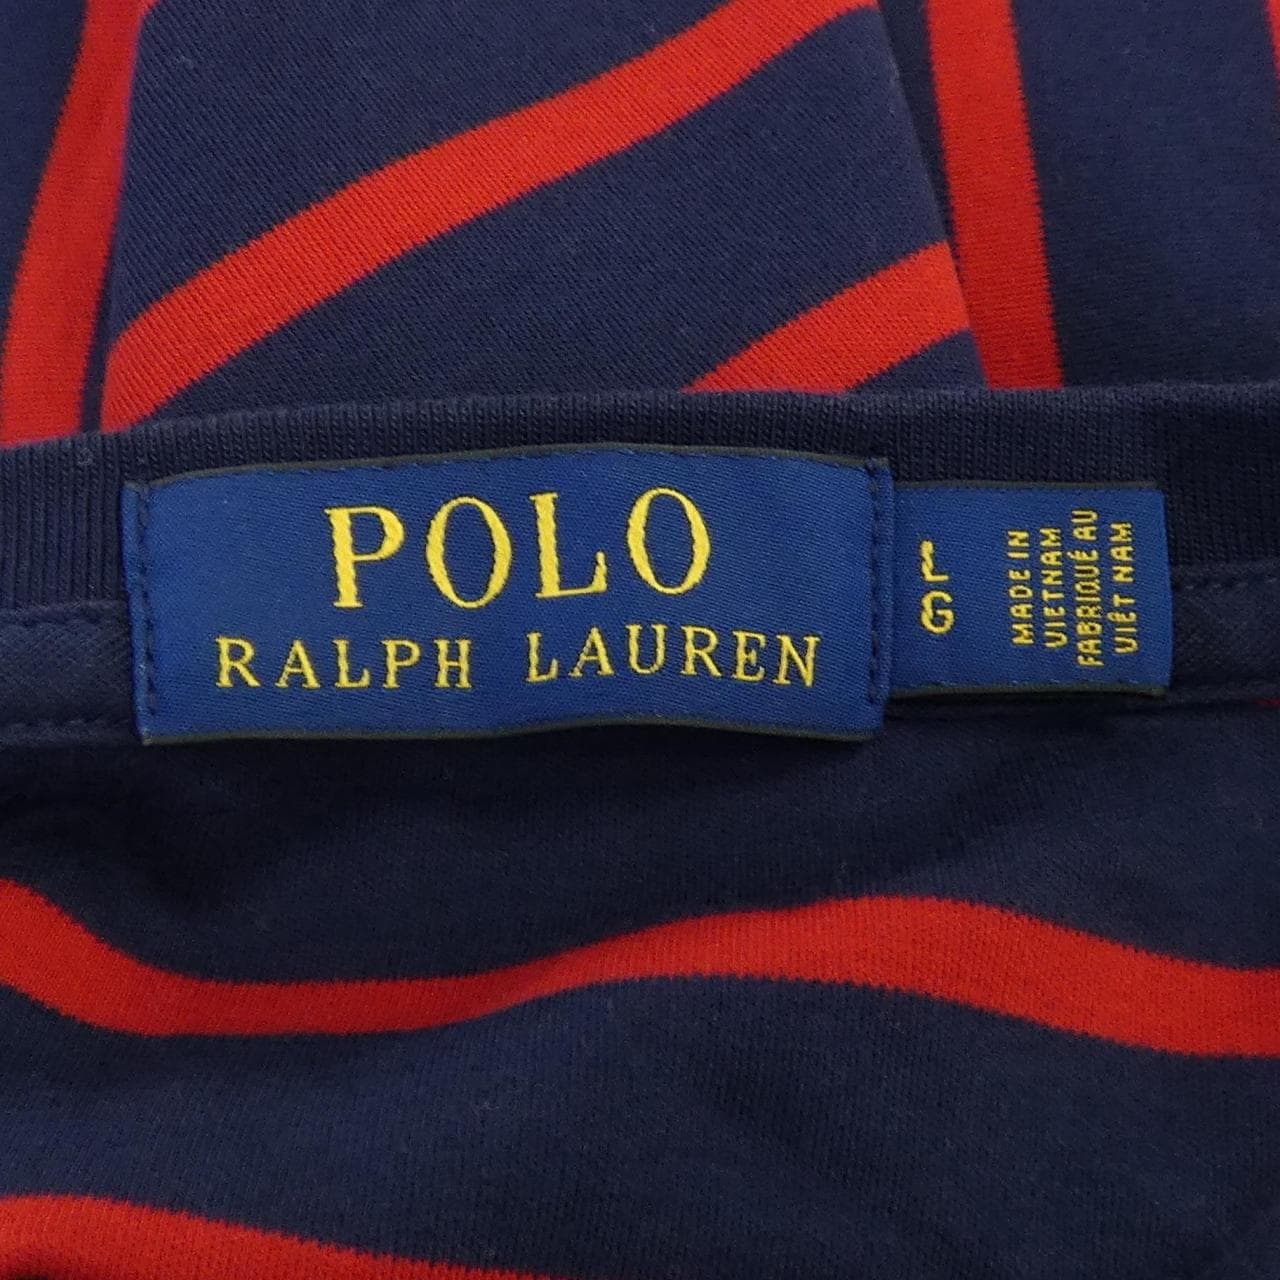 POLO
RALPH LAUREN
L
G
MADE IN
VIETNAM
FABRIQUÉ AU
VIÊT NAM